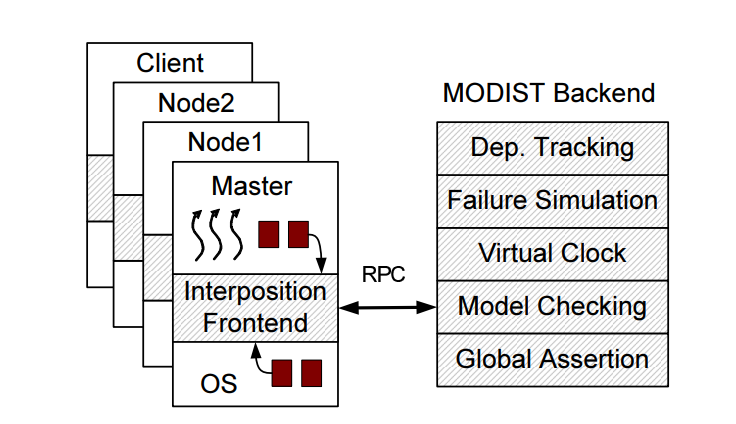 Client
Node2
Node1
Master
Interposition
Frontend
OS
RPC
MODIST Backend
Dep. Tracking
Failure Simulation
Virtual Clock
Model Checking
Global Assertion